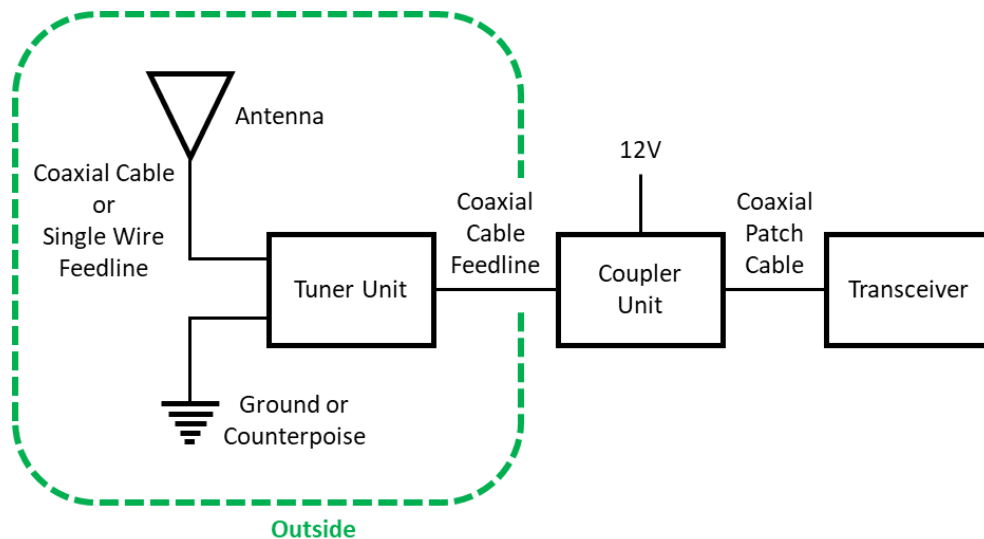 Antenna
Coaxial Cable
or
Single Wire
Feedline
Tuner Unit
Ground or
Counterpoise
Outside
Coaxial
Cable
Feedline
12V
Coupler
Unit
Coaxial
Patch
Cable
Transceiver